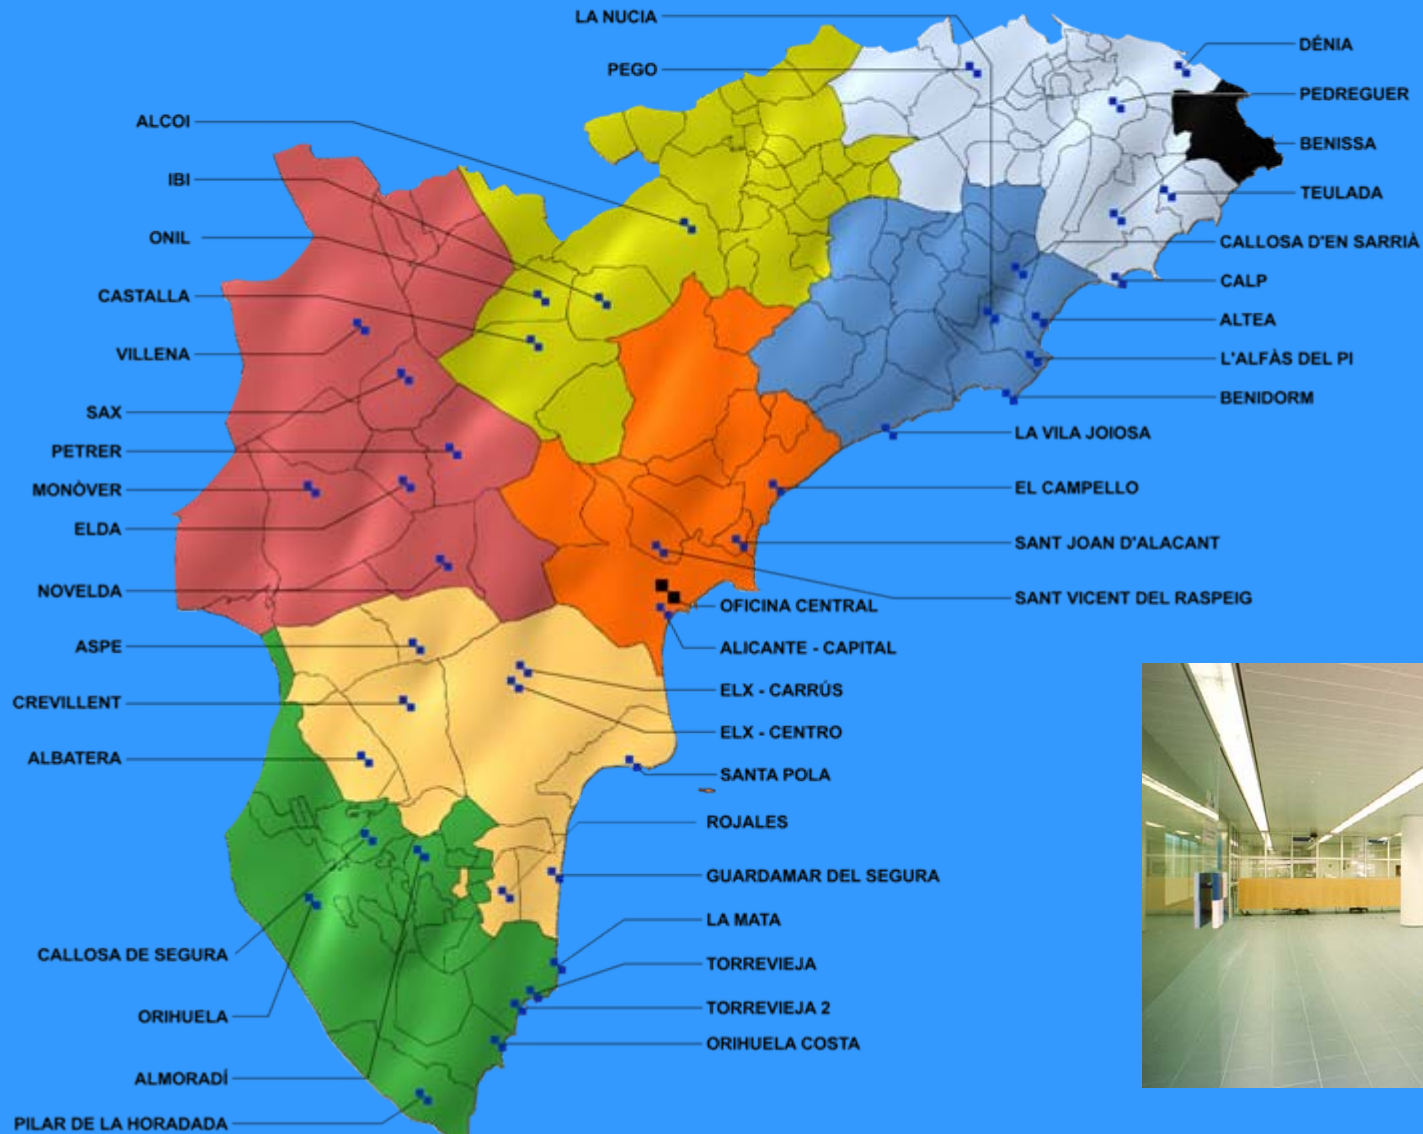 LA NUCIA
PEGO
ALCOI
IBI
ONIL
CASTALLA
VILLENA
SAX
PETRER
MONÒVER
ELDA
NOVELDA
ASPE
CREVILLENT
ALBATERA
CALLOSA DE SEGURA
ORIHUELA
ALMORADÍ
PILAR DE LA HORADADA
DÉNIA
PEDREGUER
BENISSA
TEULADA
CALLOSA D'EN SARRIÀ
CALP
ALTEA
L'ALFÀS DEL PI
BENIDORM
LA VILA JOIOSA
EL CAMPELLO
SANT JOAN D'ALACANT
SANT VICENT DEL RASPEIG
OFICINA CENTRAL
ALICANTE - CAPITAL
ELX - CARRÚS
ELX - CENTRO
SANTA POLA
ROJALES
GUARDAMAR DEL SEGURA
LA MATA
TORREVIEJA
TORREVIEJA 2
ORIHUELA COSTA